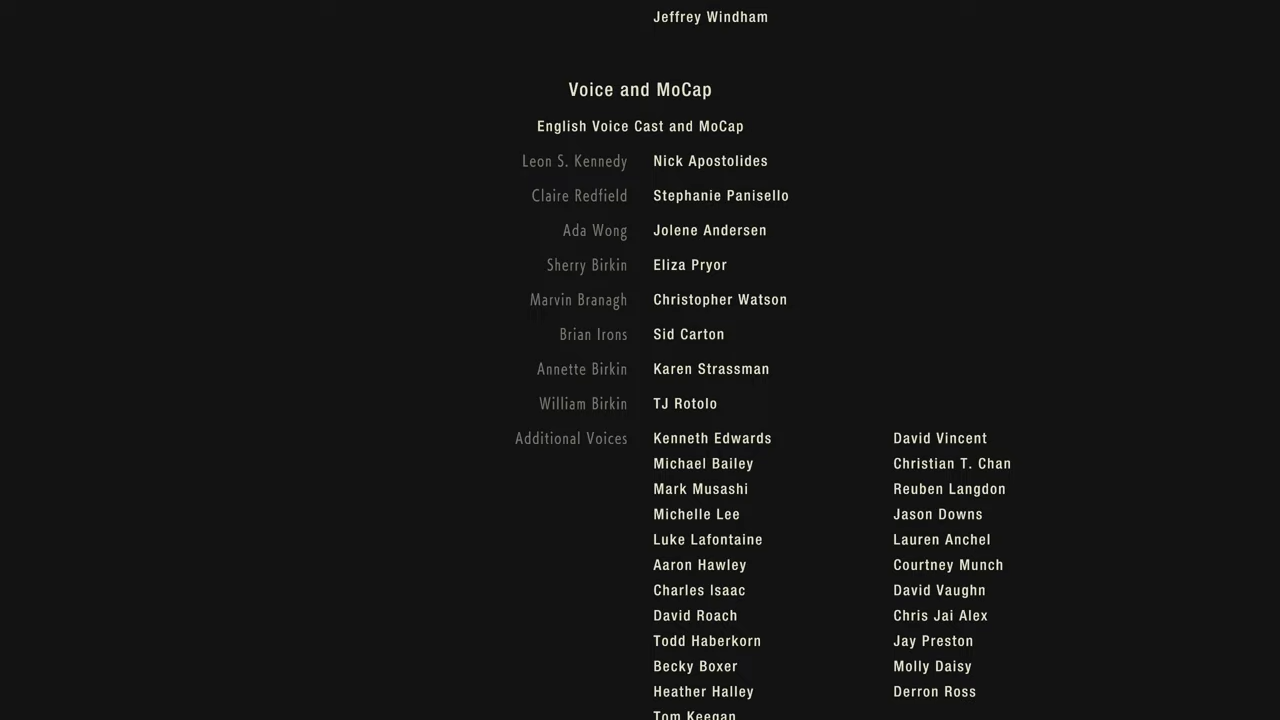 Jeffrey Windham
Voice and MoCap
English Voice Cast and MoCap
Leon S. Kennedy Nick Apostolides
Claire Redfield Stephanie Panisello
Ada Wong Jolene Andersen
Sherry Birkin Eliza Pryor
Marvin Branagh Christopher Watson
Brian Irons Sid Carton
Annette Birkin Karen Strassman
William Birkin TJ Rotolo
Additional Voices Kenneth Edwards David Vincent
Michael Bailey Christian T. Chan
Mark Musashi Reuben Langdon
Michelle Lee Jason Downs
Luke Lafontaine Lauren Anchel
Aaron Hawley Courtney Munch
Charles Isaac David Vaughn
David Roach Chris Jai Alex
Todd Haberkorn Jay Preston
Becky Boxer Molly Daisy
Heather Halley Derron Ross
Tom Keegan